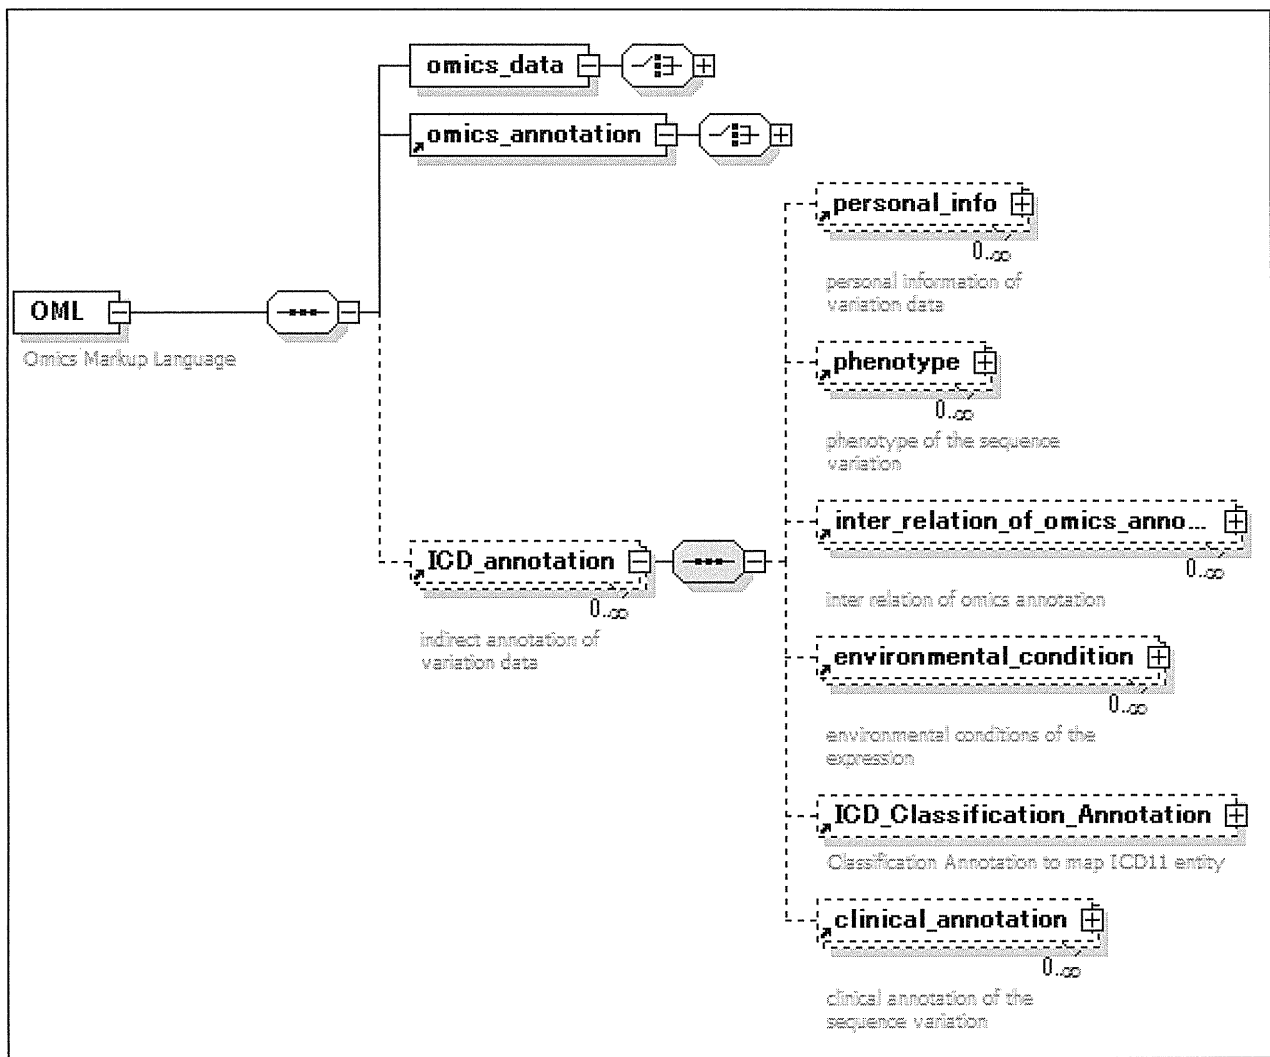 omics_data
omics_annotation
personal_info
0..∞
personal information of
variation data
OML
Omics Markup Language
phenotype
0..∞
phenotype of the sequence
variation
inter_relation_of_omics_anno...
0..∞
inter relation of omics annotation
ICD_annotation
0..∞
indirect annotation of
variation data
environmental_condition
0..∞
environmental conditions of the
expression
ICD_Classification_Annotation
Classification Annotation to map ICD11 entity
clinical_annotation
0..∞
clinical annotation of the
sequence variation